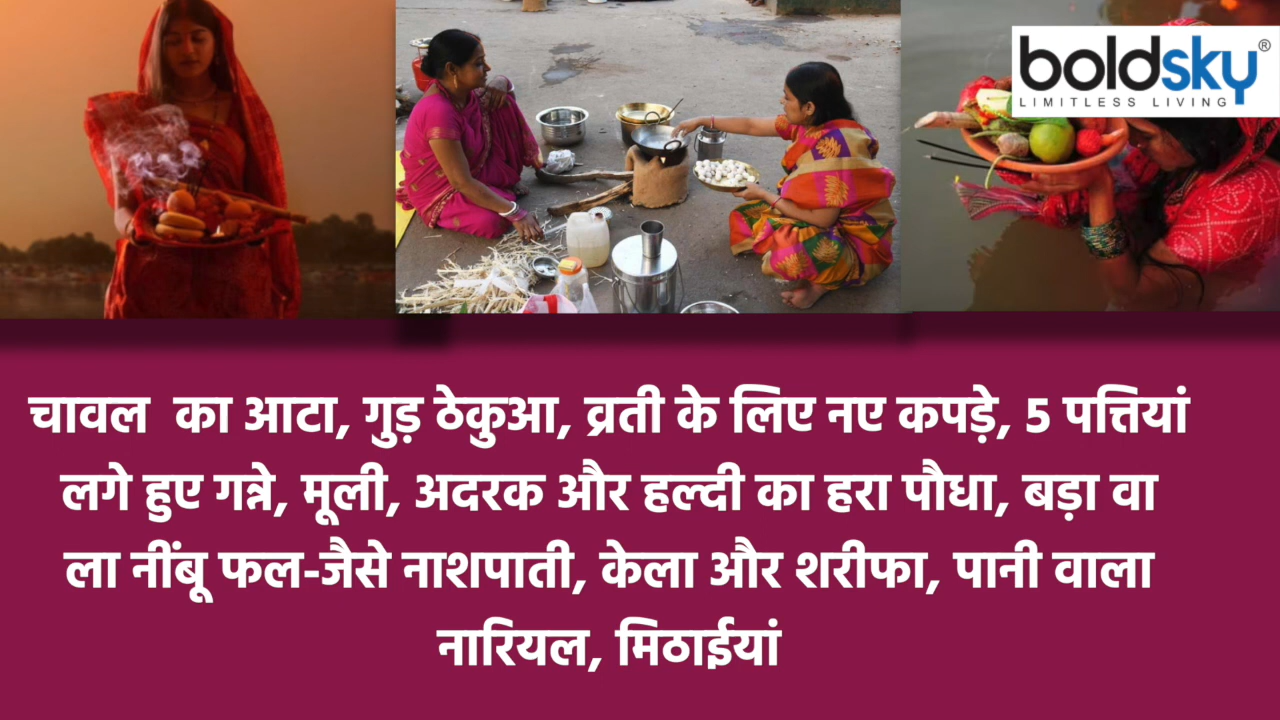 boldsky®
LIMITLESS LIVING
चावल का आटा, गुड़ ठेकुआ, व्रती के लिए नए कपड़े, 5 पत्तियां
लगे हुए गन्ने, मूली, अदरक और हल्दी का हरा पौधा, बड़ा वा
ला नींबू फल-जैसे नाशपाती, केला और शरीफा, पानी वाला
नारियल, मिठाईयां